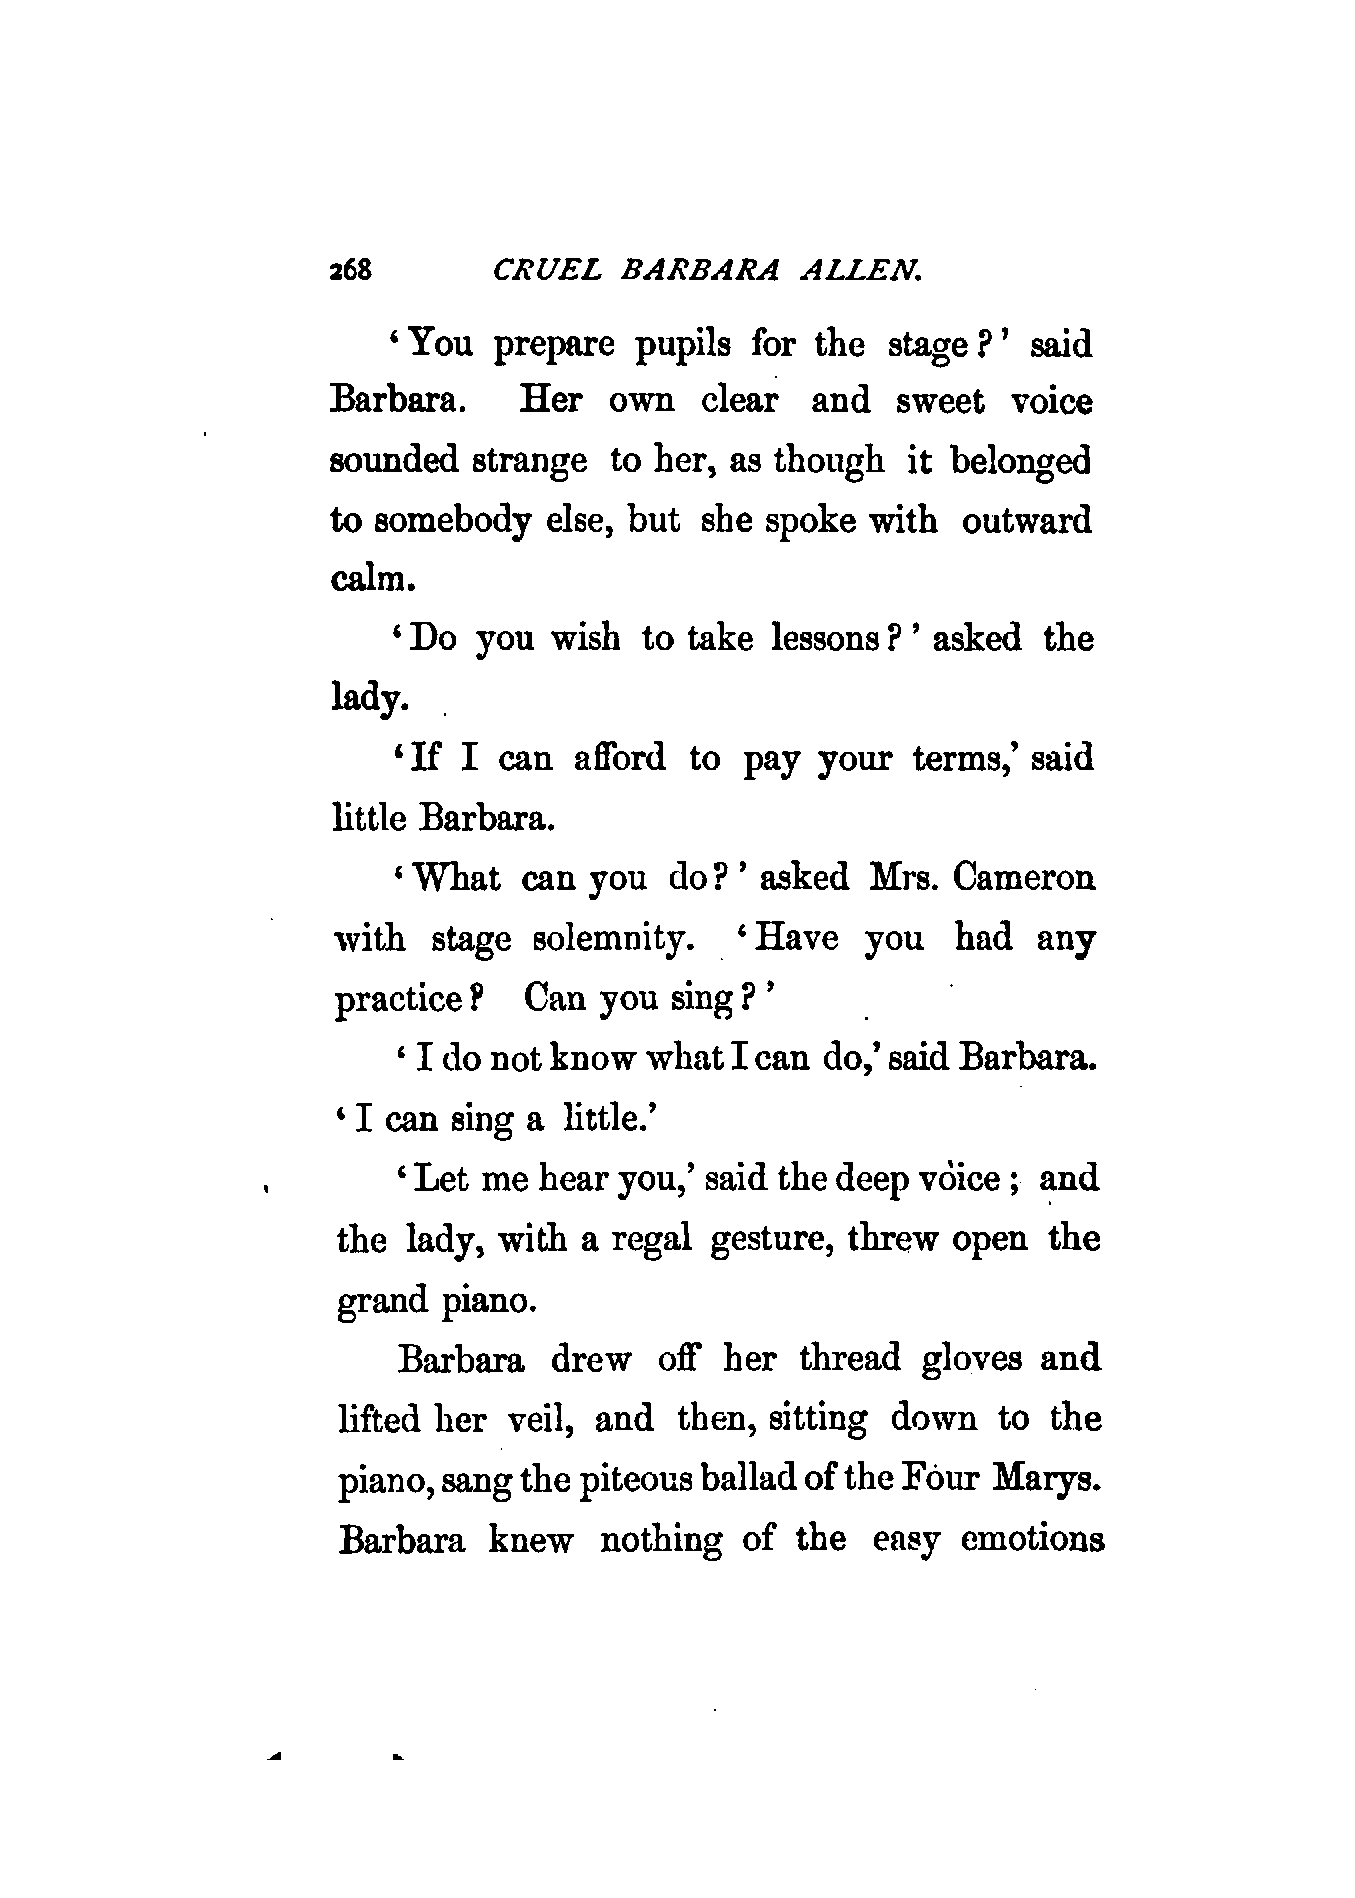 268 CRUEL BARBARA ALLEN.
‘You prepare pupils for the stage?’ said
Barbara. Her own clear and sweet voice
sounded strange to her, as though it belonged
to somebody else, but she spoke with outward
calm.
‘Do you wish to take lessons?’ asked the
lady.
‘If I can afford to pay your terms,’ said
little Barbara.
‘What can you do?’ asked Mrs. Cameron
with stage solemnity. ‘Have you had any
practice? Can you sing?’
‘I do not know what I can do,’ said Barbara.
‘I can sing a little.’
‘Let me hear you,’ said the deep voice; and
the lady, with a regal gesture, threw open the
grand piano.
Barbara drew off her thread gloves and
lifted her veil, and then, sitting down to the
piano, sang the piteous ballad of the Four Marys.
Barbara knew nothing of the easy emotions